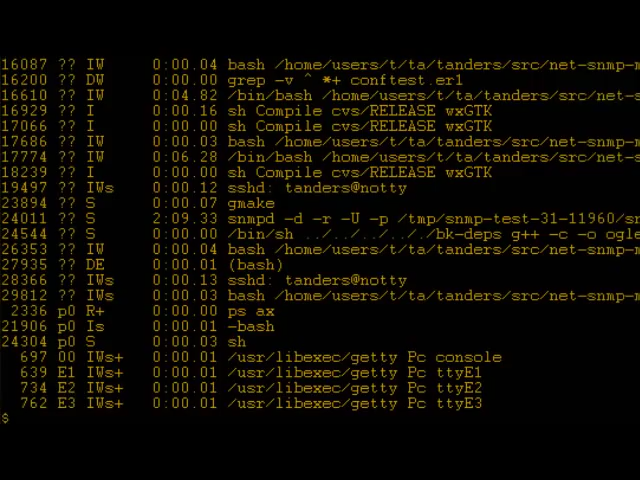 16087 ?? IW 0:00.04 bash /home/users/t/ta/tanders/src/net-snmp-m
16200 ?? DW 0:00.00 grep -v ^ *+ conftest.er1
16610 ?? IW 0:04.82 /bin/bash /home/users/t/ta/tanders/src/net-s
16929 ?? I 0:00.16 sh Compile cvs/RELEASE wxGTK
17066 ?? I 0:00.00 sh Compile cvs/RELEASE wxGTK
17686 ?? IW 0:00.03 bash /home/users/t/ta/tanders/src/net-snmp-m
17774 ?? IW 0:06.28 /bin/bash /home/users/t/ta/tanders/src/net-s
18239 ?? I 0:00.00 sh Compile cvs/RELEASE wxGTK
19497 ?? IWs 0:00.12 sshd: tanders@notty
23894 ?? S 0:00.07 gmake
24011 ?? S 2:09.33 snmpd -d -r -U -p /tmp/snmp-test-31-11960/sn
24544 ?? S 0:00.00 /bin/sh ../../../../bk-deps g++ -c -o ogle
26353 ?? IW 0:00.04 bash /home/users/t/ta/tanders/src/net-snmp-m
27935 ?? DE 0:00.01 (bash)
28366 ?? IWs 0:00.13 sshd: tanders@notty
29812 ?? IWs 0:00.03 bash /home/users/t/ta/tanders/src/net-snmp-m
2336 p0 R+ 0:00.00 ps ax
21906 p0 Is 0:00.01 -bash
24304 p0 S 0:00.03 sh
697 00 IWs+ 0:00.01 /usr/libexec/getty Pc console
639 E1 IWs+ 0:00.01 /usr/libexec/getty Pc ttyE1
734 E2 IWs+ 0:00.01 /usr/libexec/getty Pc ttyE2
762 E3 IWs+ 0:00.01 /usr/libexec/getty Pc ttyE3
$